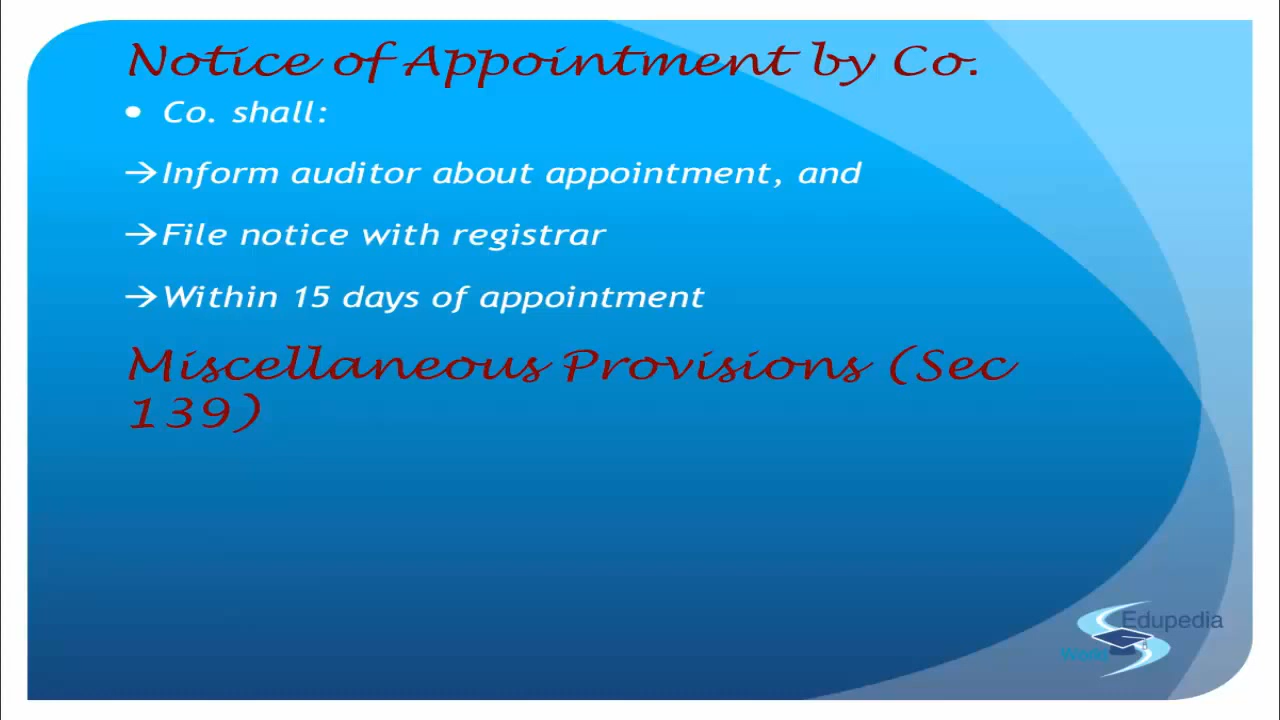 Notice of Appointment by Co.
• Co. shall:
→Inform auditor about appointment, and
→File notice with registrar
→Within 15 days of appointment
Miscellaneous Provisions (Sec
139)
Edupedia
World